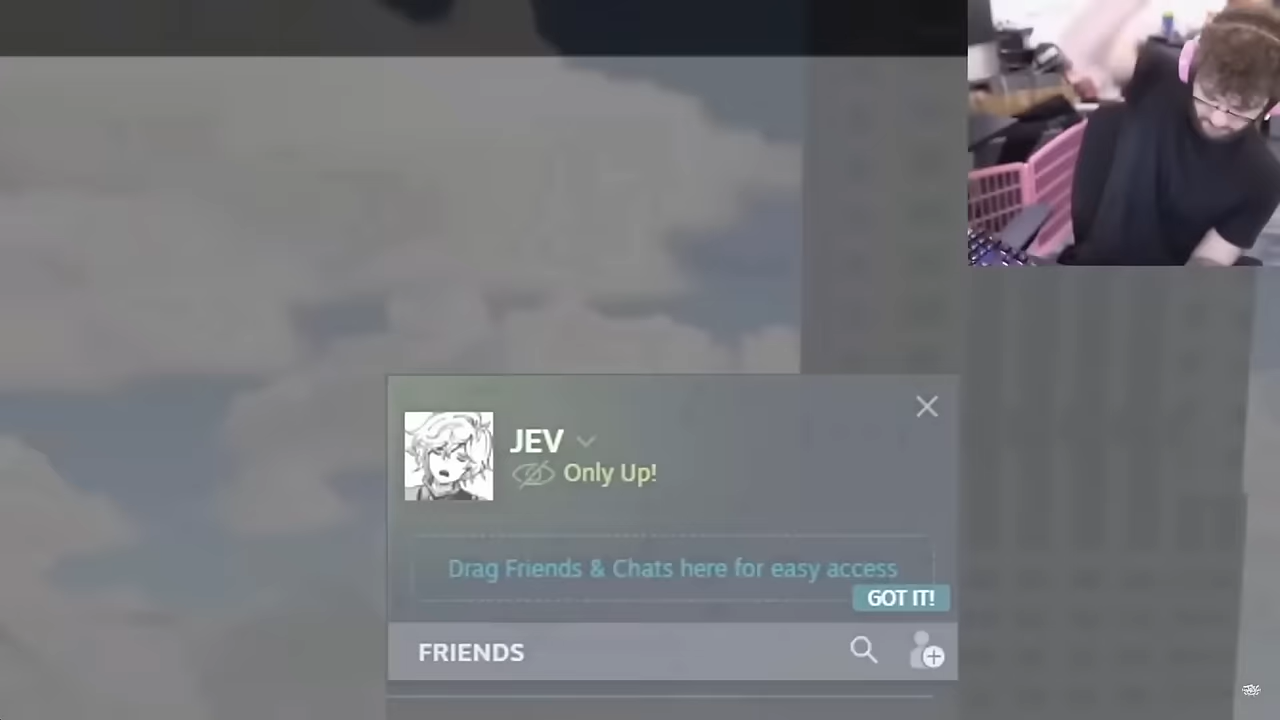 JEV
Only Up!
Drag Friends & Chats here for easy access
GOT IT!
FRIENDS